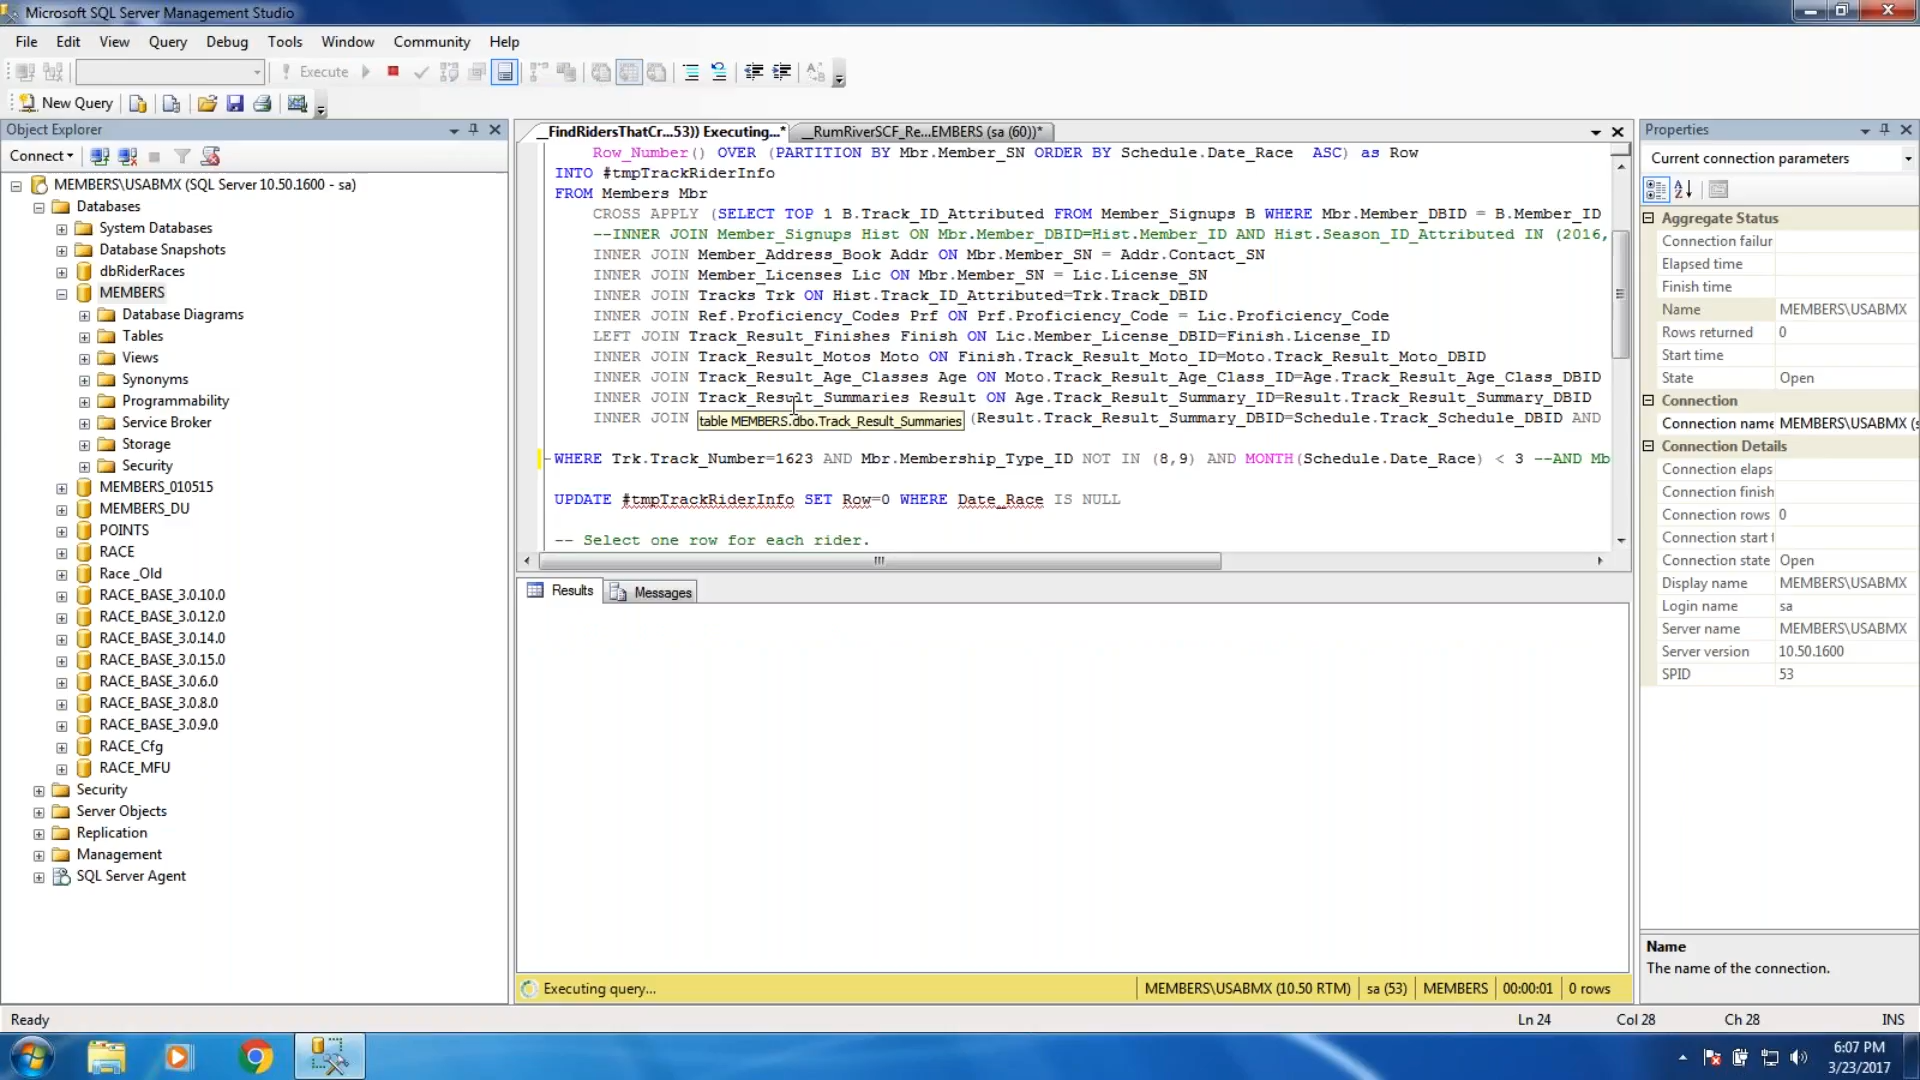 Microsoft SQL Server Management Studio
File Edit View Query Debug Tools Window Community Help
Execute
New Query
Object Explorer
Connect
MEMBERS\USABMX (SQL Server 10.50.1600 - sa)
Databases
System Databases
Database Snapshots
dbRiderRaces
MEMBERS
Database Diagrams
Tables
Views
Synonyms
Programmability
Service Broker
Storage
Security
MEMBERS_010515
MEMBERS_DU
POINTS
RACE
Race _Old
RACE_BASE_3.0.10.0
RACE_BASE_3.0.12.0
RACE_BASE_3.0.14.0
RACE_BASE_3.0.15.0
RACE_BASE_3.0.6.0
RACE_BASE_3.0.8.0
RACE_BASE_3.0.9.0
RACE_Cfg
RACE_MFU
Security
Server Objects
Replication
Management
SQL Server Agent
__FindRidersThatCr...53)) Executing...* __RumRiverSCF_Re...EMBERS (sa (60))*
Row_Number() OVER (PARTITION BY Mbr.Member_SN ORDER BY Schedule.Date_Race ASC) as Row
INTO #tmpTrackRiderInfo
FROM Members Mbr
CROSS APPLY (SELECT TOP 1 B.Track_ID_Attributed FROM Member_Signups B WHERE Mbr.Member_DBID = B.Member_ID
--INNER JOIN Member_Signups Hist ON Mbr.Member_DBID=Hist.Member_ID AND Hist.Season_ID_Attributed IN (2016,
INNER JOIN Member_Address_Book Addr ON Mbr.Member_SN = Addr.Contact_SN
INNER JOIN Member_Licenses Lic ON Mbr.Member_SN = Lic.License_SN
INNER JOIN Tracks Trk ON Hist.Track_ID_Attributed=Trk.Track_DBID
INNER JOIN Ref.Proficiency_Codes Prf ON Prf.Proficiency_Code = Lic.Proficiency_Code
LEFT JOIN Track_Result_Finishes Finish ON Lic.Member_License_DBID=Finish.License_ID
INNER JOIN Track_Result_Motos Moto ON Finish.Track_Result_Moto_ID=Moto.Track_Result_Moto_DBID
INNER JOIN Track_Result_Age_Classes Age ON Moto.Track_Result_Age_Class_ID=Age.Track_Result_Age_Class_DBID
INNER JOIN Track_Result_Summaries Result ON Age.Track_Result_Summary_ID=Result.Track_Result_Summary_DBID
INNER JOIN table MEMBERS.dbo.Track_Result_Summaries (Result.Track_Result_Summary_DBID=Schedule.Track_Schedule_DBID AND
WHERE Trk.Track_Number=1623 AND Mbr.Membership_Type_ID NOT IN (8,9) AND MONTH(Schedule.Date_Race) < 3 --AND Mb
UPDATE #tmpTrackRiderInfo SET Row=0 WHERE Date_Race IS NULL
-- Select one row for each rider.
Results Messages
Executing query... MEMBERS\USABMX (10.50 RTM) sa (53) MEMBERS 00:00:01 0 rows
Properties
Current connection parameters
Aggregate Status
Connection failur
Elapsed time
Finish time
Name MEMBERS\USABMX
Rows returned 0
Start time
State Open
Connection
Connection name MEMBERS\USABMX (s
Connection Details
Connection elaps
Connection finish
Connection rows 0
Connection start t
Connection state Open
Display name MEMBERS\USABMX
Login name sa
Server name MEMBERS\USABMX
Server version 10.50.1600
SPID 53
Name
The name of the connection.
Ready Ln 24 Col 28 Ch 28 INS
6:07 PM
3/23/2017